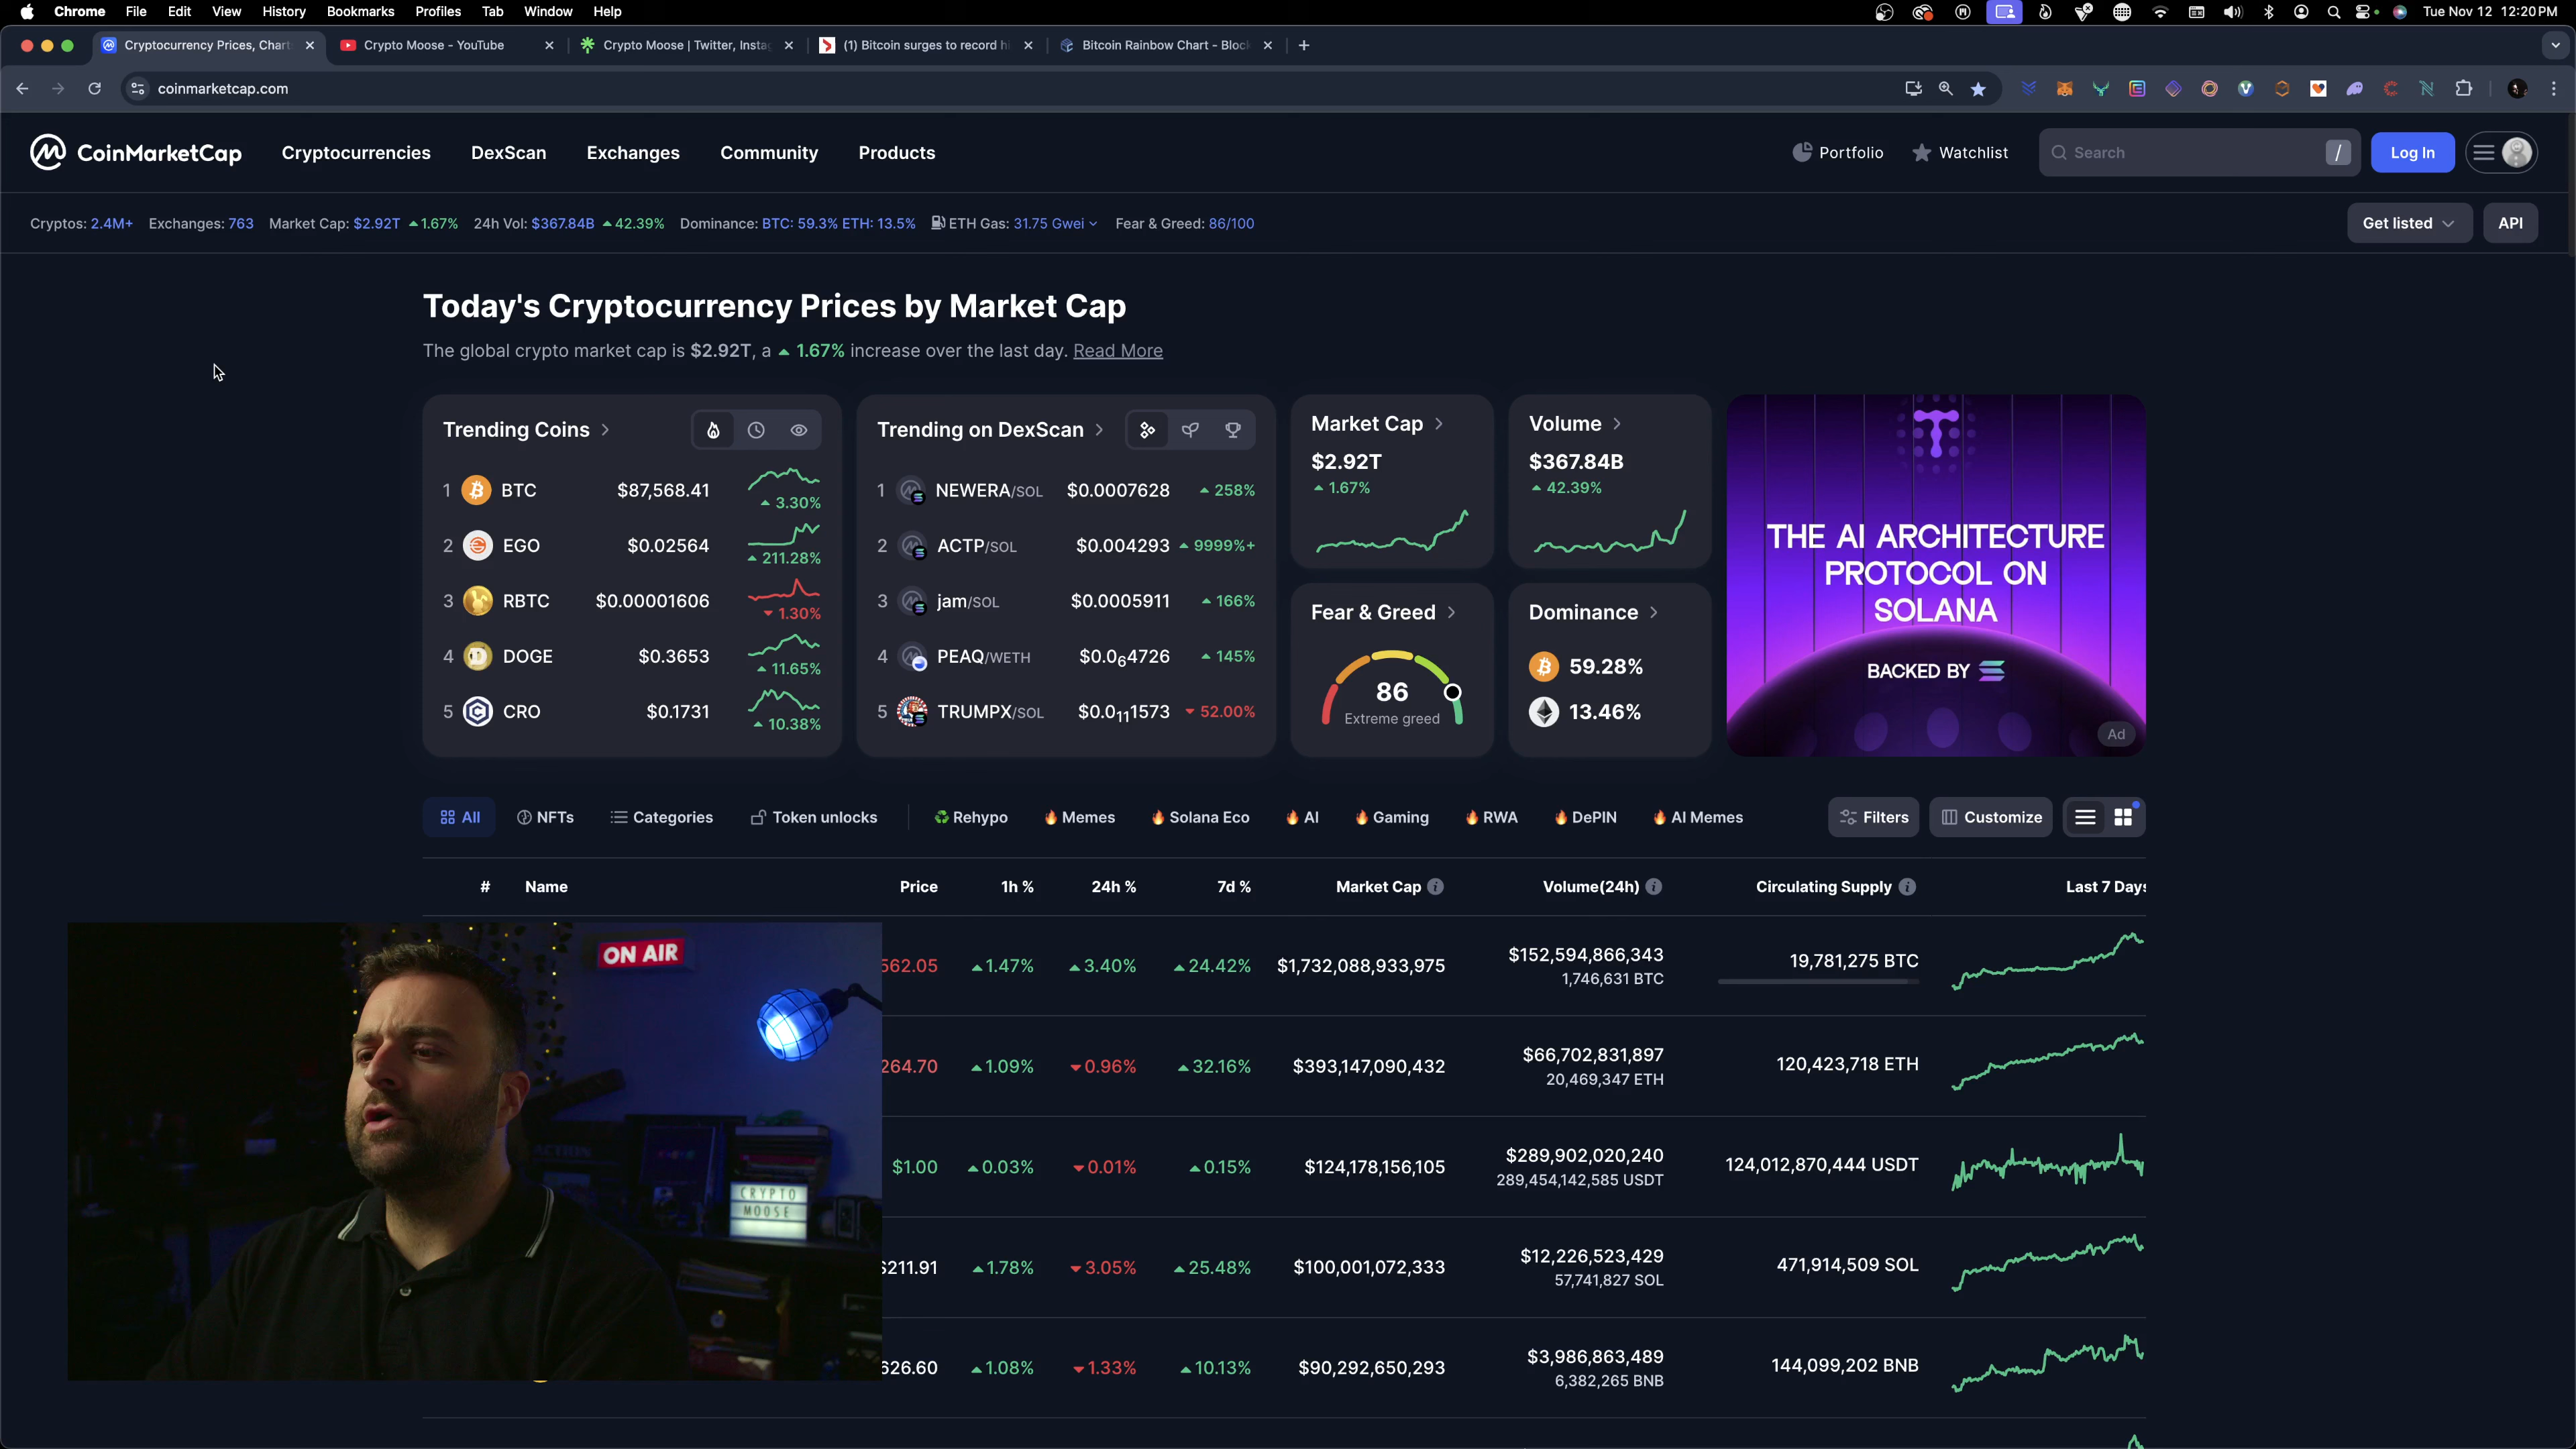 Chrome File Edit View History Bookmarks Profiles Tab Window Help Tue Nov 12 12:20 PM
Cryptocurrency Prices, Chart Crypto Moose - YouTube Crypto Moose | Twitter, Insta (1) Bitcoin surges to record hi Bitcoin Rainbow Chart - Block
coinmarketcap.com
CoinMarketCap Cryptocurrencies DexScan Exchanges Community Products Portfolio Watchlist Search / Log In
Cryptos: 2.4M+ Exchanges: 763 Market Cap: $2.92T 1.67% 24h Vol: $367.84B 42.39% Dominance: BTC: 59.3% ETH: 13.5% ETH Gas: 31.75 Gwei Fear & Greed: 86/100 Get listed API
Today's Cryptocurrency Prices by Market Cap
The global crypto market cap is $2.92T, a 1.67% increase over the last day. Read More
Trending Coins
1 BTC $87,568.41 3.30%
2 EGO $0.02564 211.28%
3 RBTC $0.00001606 1.30%
4 DOGE $0.3653 11.65%
5 CRO $0.1731 10.38%
Trending on DexScan
1 NEWERA/SOL $0.0007628 258%
2 ACTP/SOL $0.004293 9999%+
3 jam/SOL $0.0005911 166%
4 PEAQ/WETH $0.0₆4726 145%
5 TRUMPX/SOL $0.0₁₁1573 52.00%
Market Cap
$2.92T
1.67%
Volume
$367.84B
42.39%
Fear & Greed
86
Extreme greed
Dominance
59.28%
13.46%
THE AI ARCHITECTURE
PROTOCOL ON
SOLANA
BACKED BY
Ad
All NFTs Categories Token unlocks Rehypo Memes Solana Eco AI Gaming RWA DePIN AI Memes Filters Customize
# Name Price 1h % 24h % 7d % Market Cap Volume(24h) Circulating Supply Last 7 Days
562.05 1.47% 3.40% 24.42% $1,732,088,933,975 $152,594,866,343 19,781,275 BTC
1,746,631 BTC
264.70 1.09% 0.96% 32.16% $393,147,090,432 $66,702,831,897 120,423,718 ETH
20,469,347 ETH
$1.00 0.03% 0.01% 0.15% $124,178,156,105 $289,902,020,240 124,012,870,444 USDT
289,454,142,585 USDT
$211.91 1.78% 3.05% 25.48% $100,001,072,333 $12,226,523,429 471,914,509 SOL
57,741,827 SOL
626.60 1.08% 1.33% 10.13% $90,292,650,293 $3,986,863,489 144,099,202 BNB
6,382,265 BNB
ON AIR
ACTION
CRYPTO
MOOSE